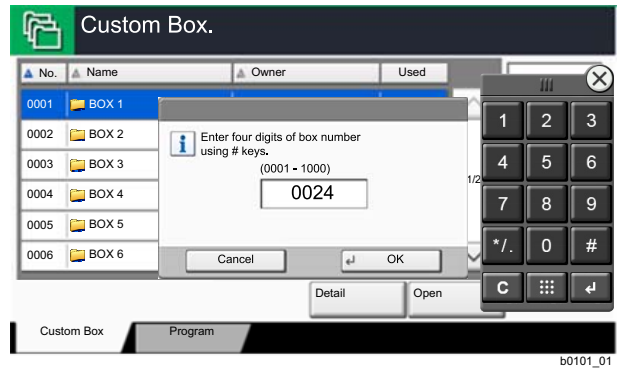 Custom Box.
No. Name Owner Used
0001 BOX 1
0002 BOX 2
0003 BOX 3
0004 BOX 4
0005 BOX 5
0006 BOX 6
1/2
Enter four digits of box number
using # keys.
(0001 - 1000)
0024
Cancel OK
1 2 3
4 5 6
7 8 9
*/. 0 #
C
Detail Open
Custom Box Program
b0101_01